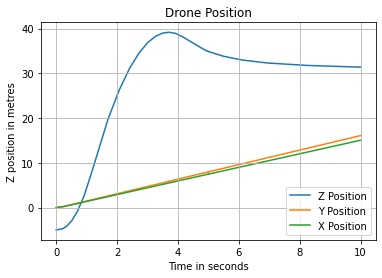 Drone Position
Z position in metres
40
30
20
10
0
0 2 4 6 8 10
Time in seconds
Z Position
Y Position
X Position